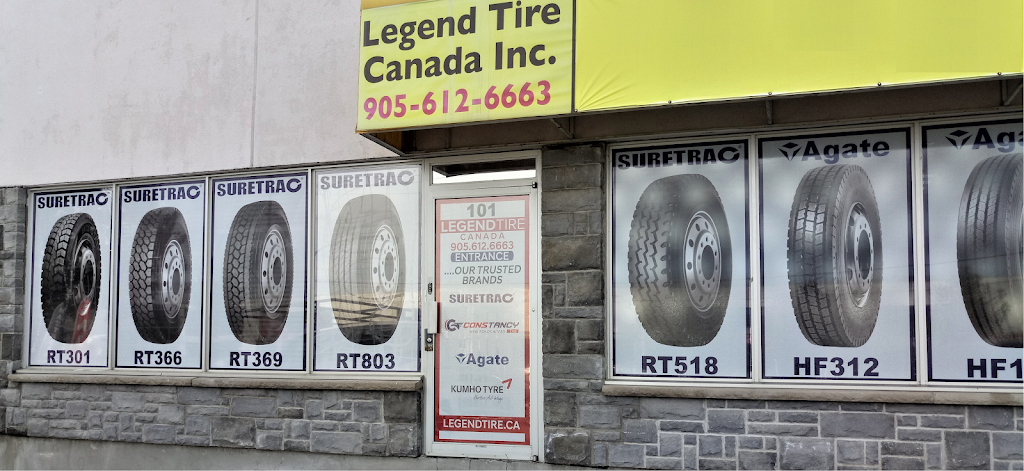 Legend Tire
Canada Inc.
905-612-6663
SURETRAC
RT301
SURETRAC
RT366
SURETRAC
RT369
SURETRAC
RT803
101
LEGENDTIRE
CANADA
905.612.6663
ENTRANCE
....OUR TRUSTED
BRANDS
SURETRAC
CONSTANCY
Agate
KUMHO TYRE
LEGENDTIRE.CA
SURETRAC
RT518
Agate
HF312
Aga
HF1